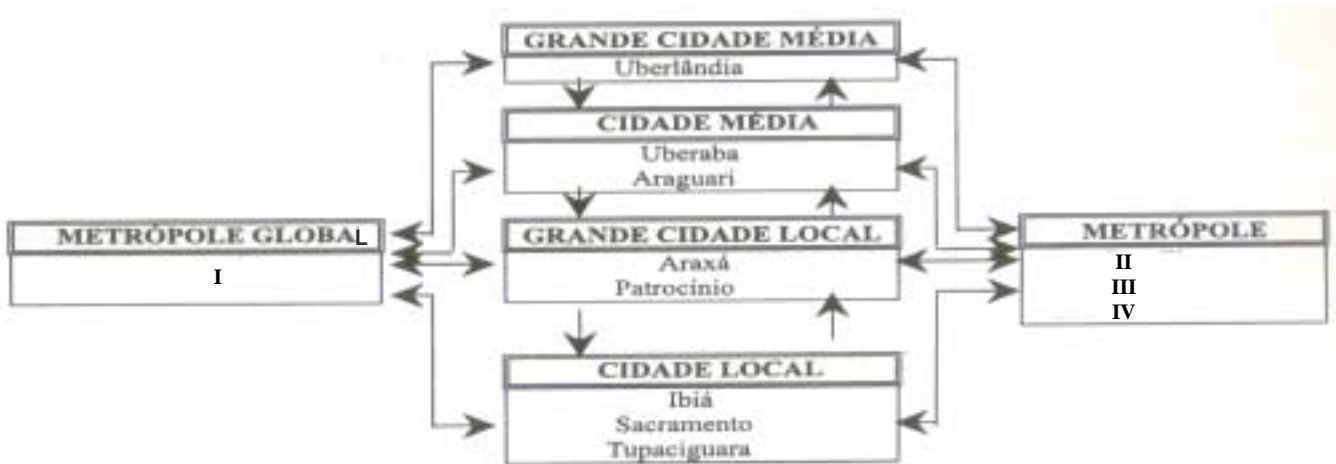 GRANDE CIDADE MÉDIA
Uberlândia
CIDADE MÉDIA
Uberaba
Araguari
METRÓPOLE GLOBAL
I
GRANDE CIDADE LOCAL
Araxá
Patrocínio
METRÓPOLE
II
III
IV
CIDADE LOCAL
Ibiá
Sacramento
Tupaciguara